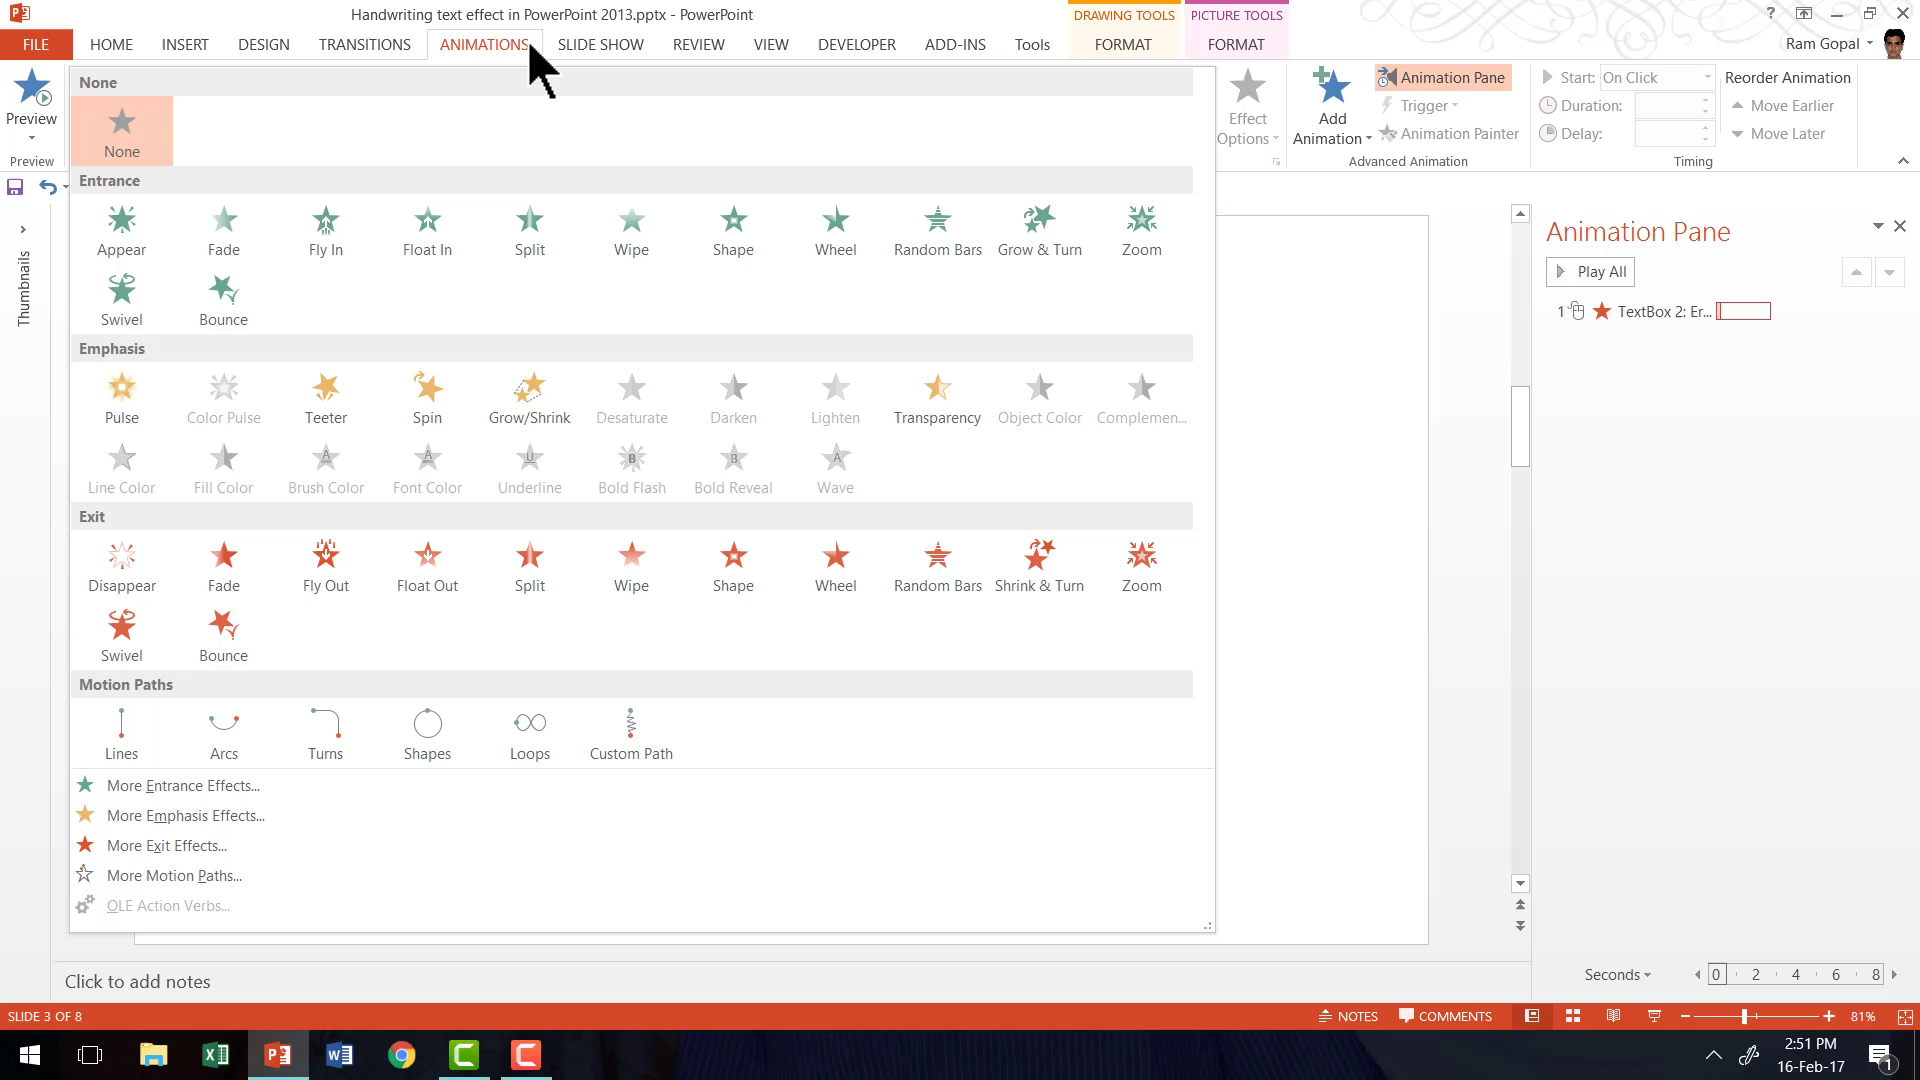 Handwriting text effect in PowerPoint 2013.pptx - PowerPoint
DRAWING TOOLS
PICTURE TOOLS
FILE
HOME
INSERT
DESIGN
TRANSITIONS
ANIMATIONS
SLIDE SHOW
REVIEW
VIEW
DEVELOPER
ADD-INS
Tools
FORMAT
FORMAT
Ram Gopal
Preview
Preview
Effect
Options
Add
Animation
Animation Pane
Trigger
Animation Painter
Advanced Animation
Start: On Click
Duration:
Delay:
Reorder Animation
Move Earlier
Move Later
Timing
Thumbnails
None
None
Entrance
Appear Fade Fly In Float In Split Wipe Shape Wheel Random Bars Grow & Turn Zoom
Swivel Bounce
Emphasis
Pulse Color Pulse Teeter Spin Grow/Shrink Desaturate Darken Lighten Transparency Object Color Complemen...
Line Color Fill Color Brush Color Font Color Underline Bold Flash Bold Reveal Wave
Exit
Disappear Fade Fly Out Float Out Split Wipe Shape Wheel Random Bars Shrink & Turn Zoom
Swivel Bounce
Motion Paths
Lines Arcs Turns Shapes Loops Custom Path
More Entrance Effects...
More Emphasis Effects...
More Exit Effects...
More Motion Paths...
OLE Action Verbs...
Animation Pane
Play All
1 TextBox 2: Er...
Seconds 0 2 4 6 8
Click to add notes
SLIDE 3 OF 8
NOTES
COMMENTS
81%
2:51 PM
16-Feb-17
1